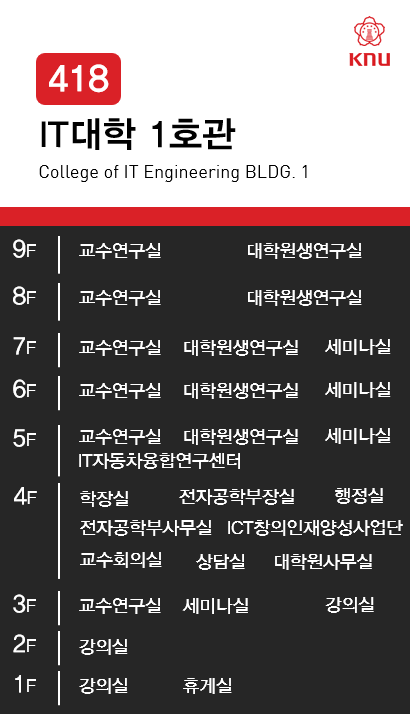 KNU
418
IT대학 1호관
College of IT Engineering BLDG. 1
9F 교수연구실 대학원생연구실
8F 교수연구실 대학원생연구실
7F 교수연구실 대학원생연구실 세미나실
6F 교수연구실 대학원생연구실 세미나실
5F 교수연구실 대학원생연구실 세미나실
IT자동차융합연구센터
4F 학장실 전자공학부장실 행정실
전자공학부사무실 ICT창의인재양성사업단
교수회의실 상담실 대학원사무실
3F 교수연구실 세미나실 강의실
2F 강의실
1F 강의실 휴게실